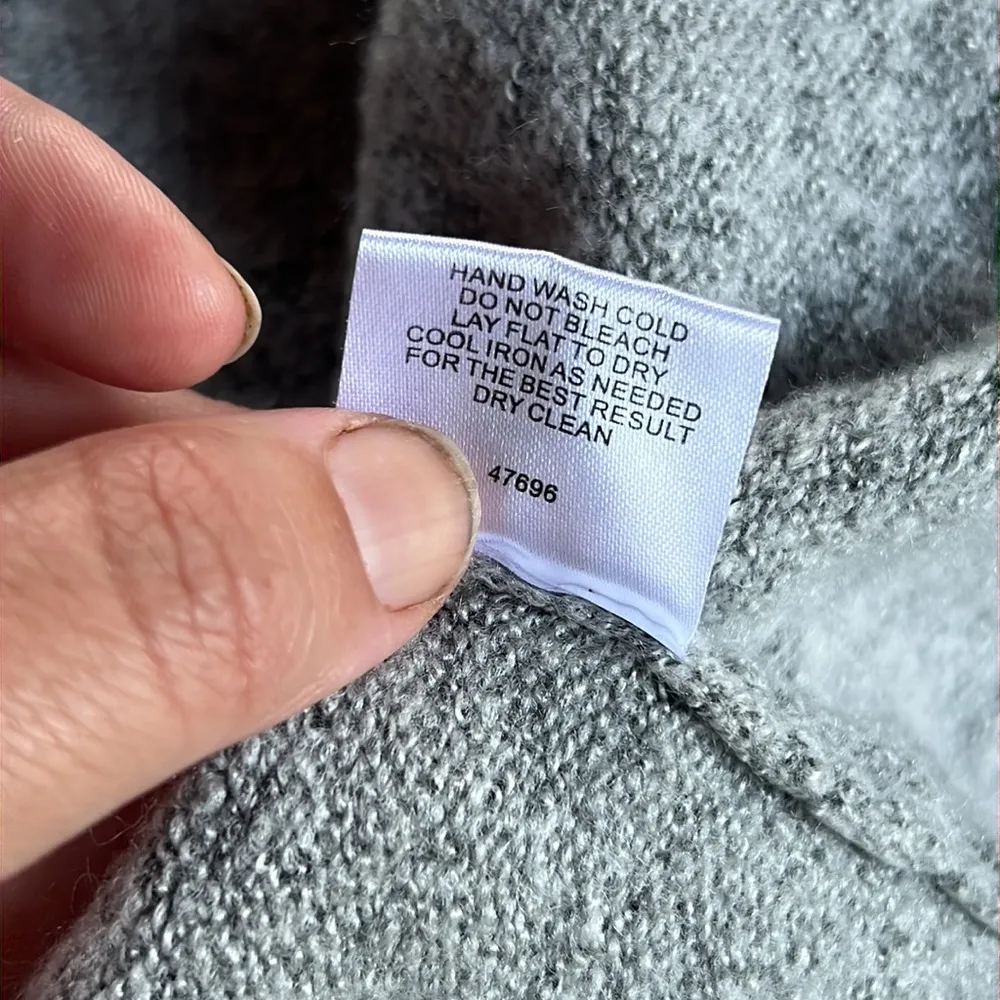 HAND WASH COLD
DO NOT BLEACH
LAY FLAT TO DRY
COOL IRON AS NEEDED
FOR THE BEST RESULT
DRY CLEAN
47696